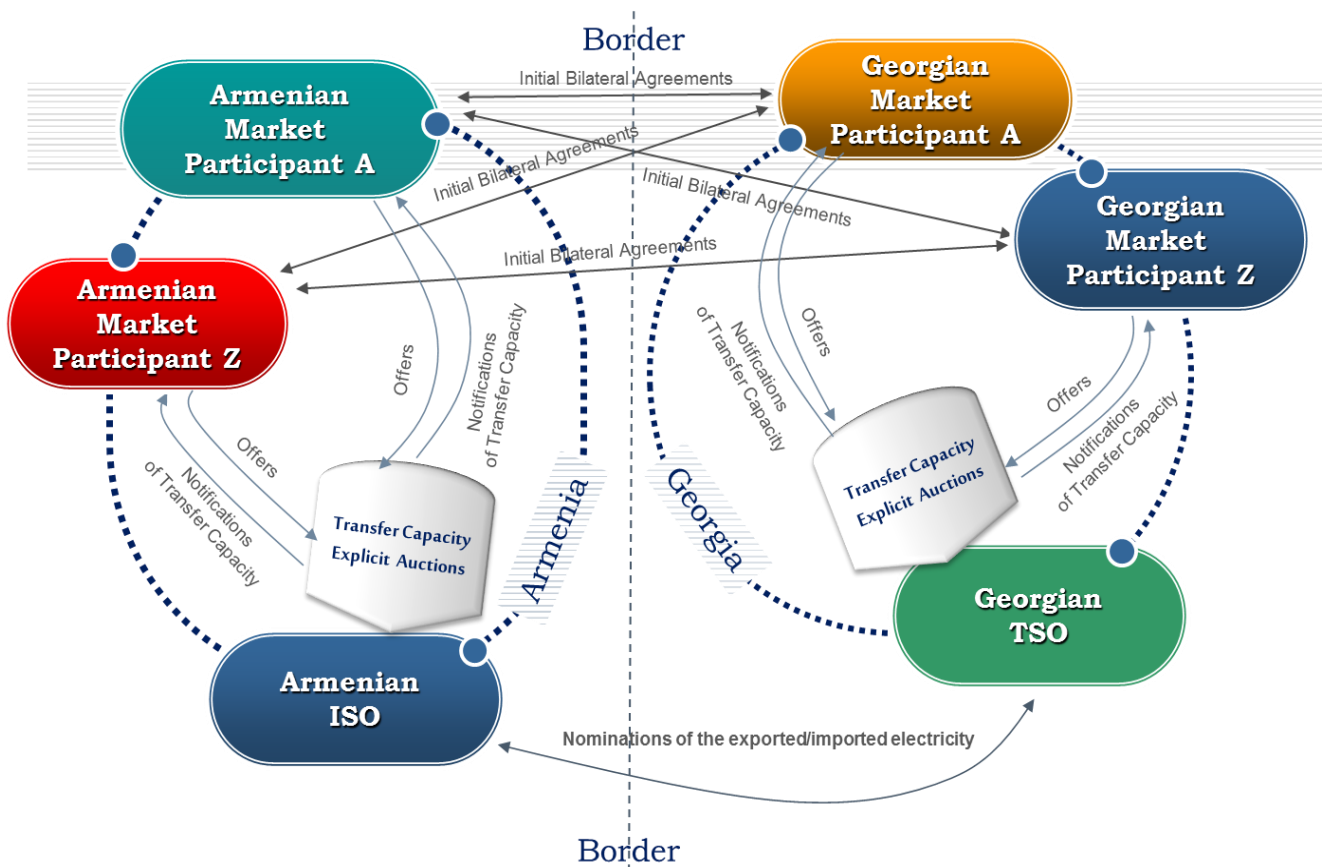 Border
Armenian
Market
Participant A
Initial Bilateral Agreements
Georgian
Market
Participant A
Initial Bilateral Agreements
Initial Bilateral Agreements
Georgian
Market
Participant Z
Initial Bilateral Agreements
Armenian
Market
Participant Z
Offers
Notifications
of Transfer Capacity
Notifications
of Transfer Capacity
Offers
Offers
Notifications
of Transfer Capacity
Offers
Notifications
of Transfer Capacity
Transfer Capacity
Explicit Auctions
Armenia
Georgia
Transfer Capacity
Explicit Auctions
Armenian
ISO
Georgian
TSO
Nominations of the exported/imported electricity
Border